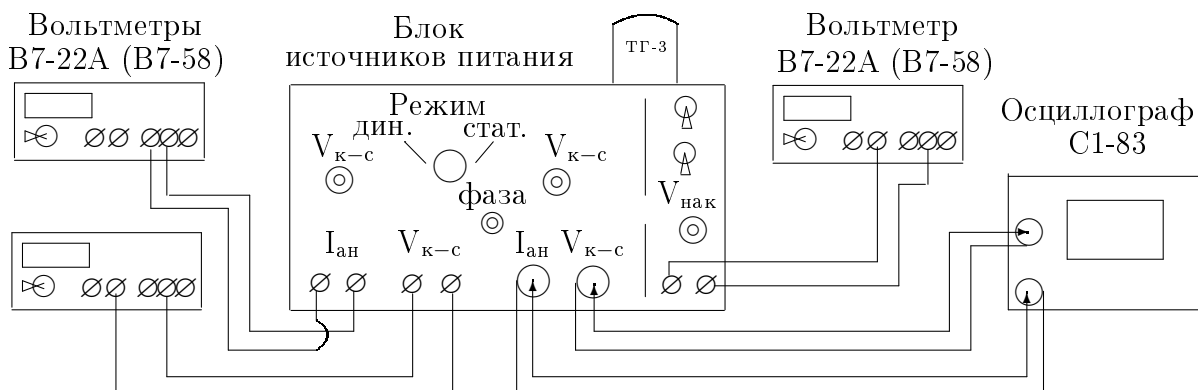 Вольтметры
В7-22А (В7-58)
Блок
источников питания
ТГ-3
Вольтметр
В7-22А (В7-58)
Осциллограф
С1-83
Режим
дин.
стат.
Vк−с
Vк−с
фаза
Vнак
Iан
Vк−с
Iан
Vк−с